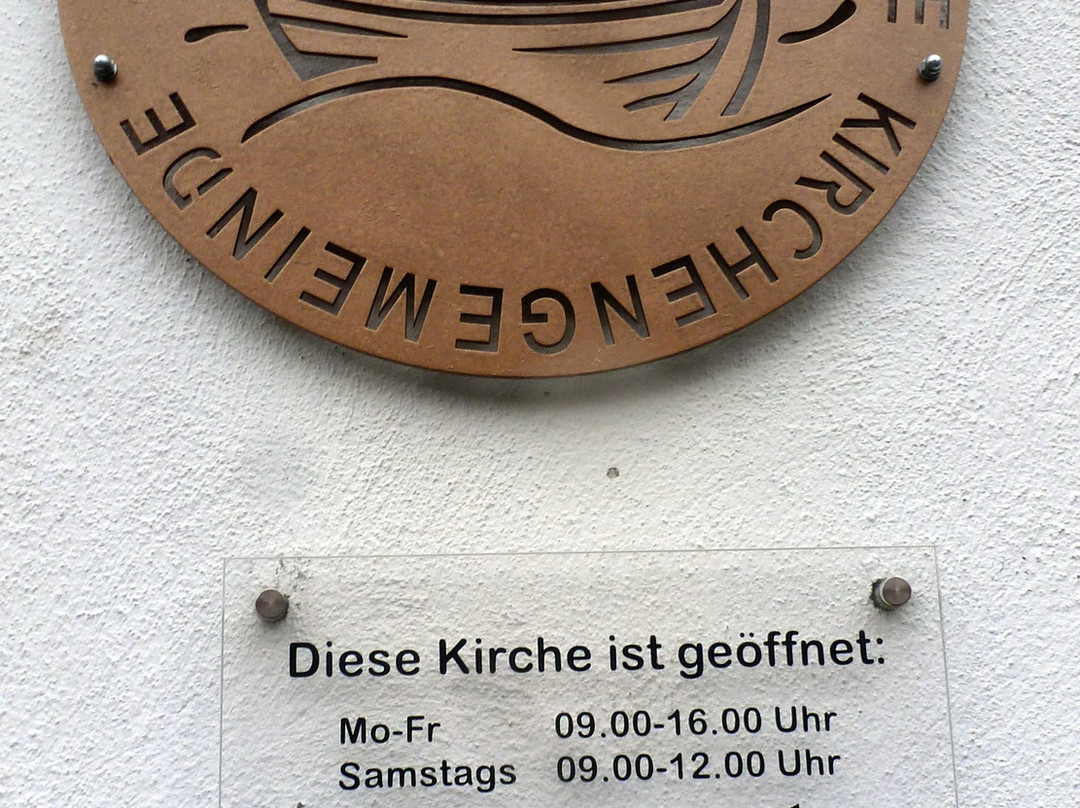 KIRCHENGEMEINDE
Diese Kirche ist geöffnet:
Mo-Fr 09.00-16.00 Uhr
Samstags 09.00-12.00 Uhr